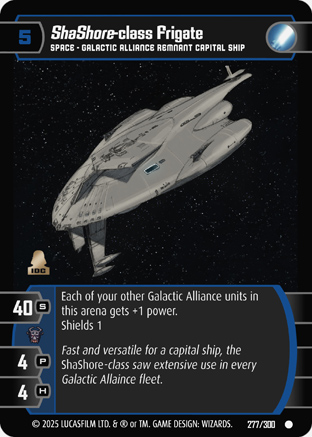 5 ShaShore-class Frigate
SPACE - GALACTIC ALLIANCE REMNANT CAPITAL SHIP
IDC
40 S
Each of your other Galactic Alliance units in
this arena gets +1 power.
Shields 1
4 P
4 H
Fast and versatile for a capital ship, the
ShaShore-class saw extensive use in every
Galactic Allaince fleet.
© 2025 LUCASFILM LTD. & ® or TM. GAME DESIGN: WIZARDS. 277/300